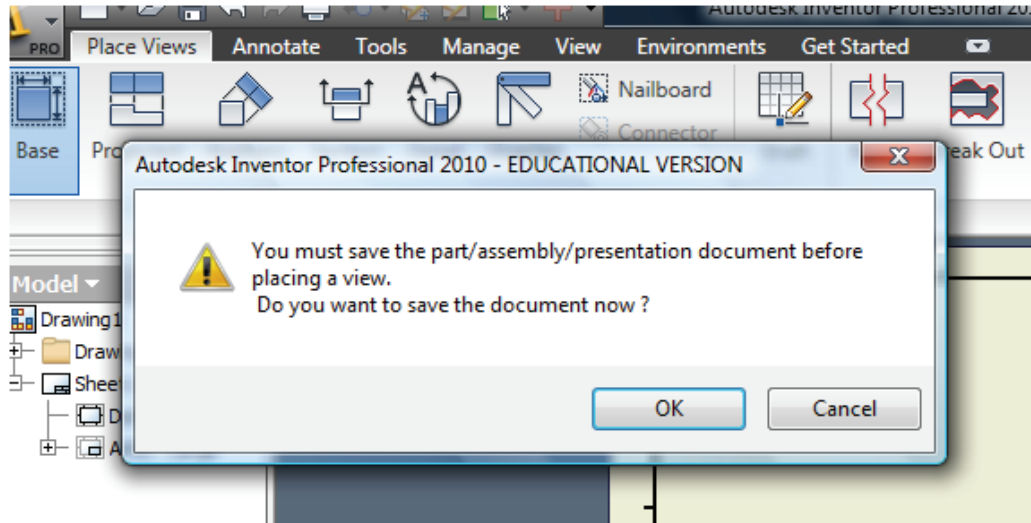 Autodesk Inventor Professional 20
PRO
Place Views Annotate Tools Manage View Environments Get Started
Nailboard
Connector
Base
eak Out
Autodesk Inventor Professional 2010 - EDUCATIONAL VERSION
You must save the part/assembly/presentation document before
placing a view.
Do you want to save the document now ?
OK Cancel
Model
Drawing1
Draw
Sheet